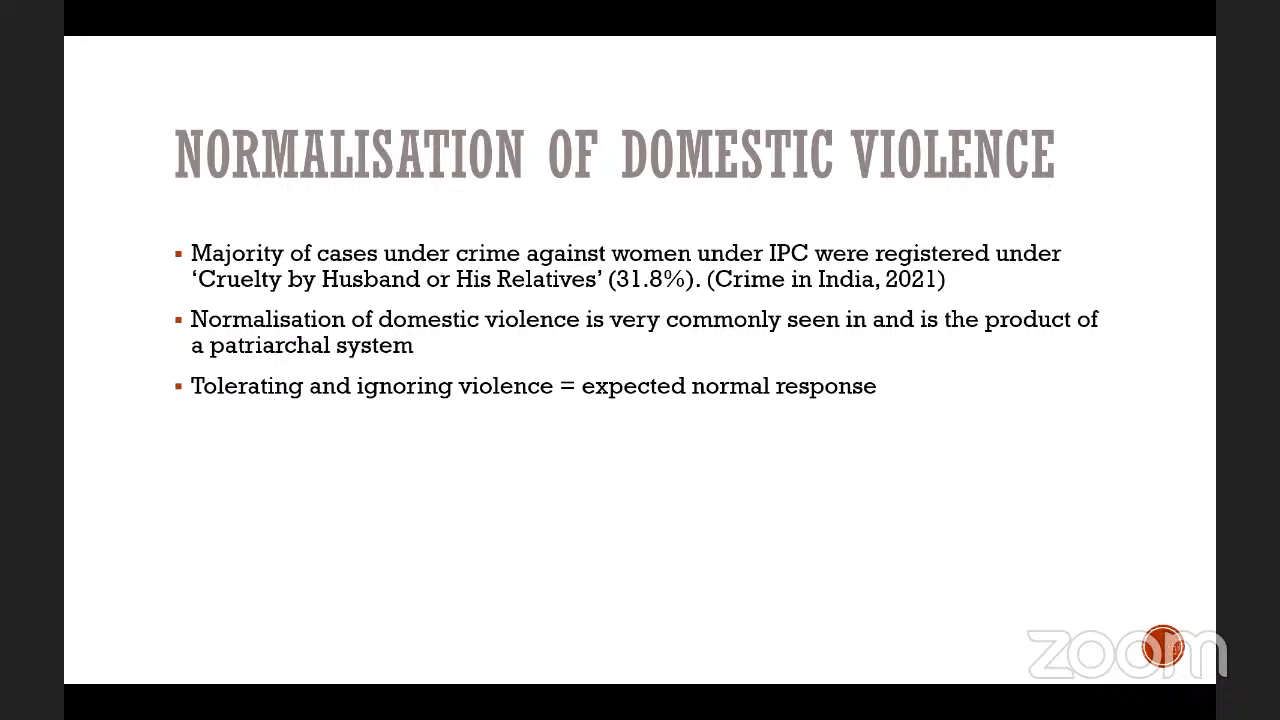 NORMALISATION OF DOMESTIC VIOLENCE
Majority of cases under crime against women under IPC were registered under
‘Cruelty by Husband or His Relatives’ (31.8%). (Crime in India, 2021)
Normalisation of domestic violence is very commonly seen in and is the product of
a patriarchal system
Tolerating and ignoring violence = expected normal response
zoom